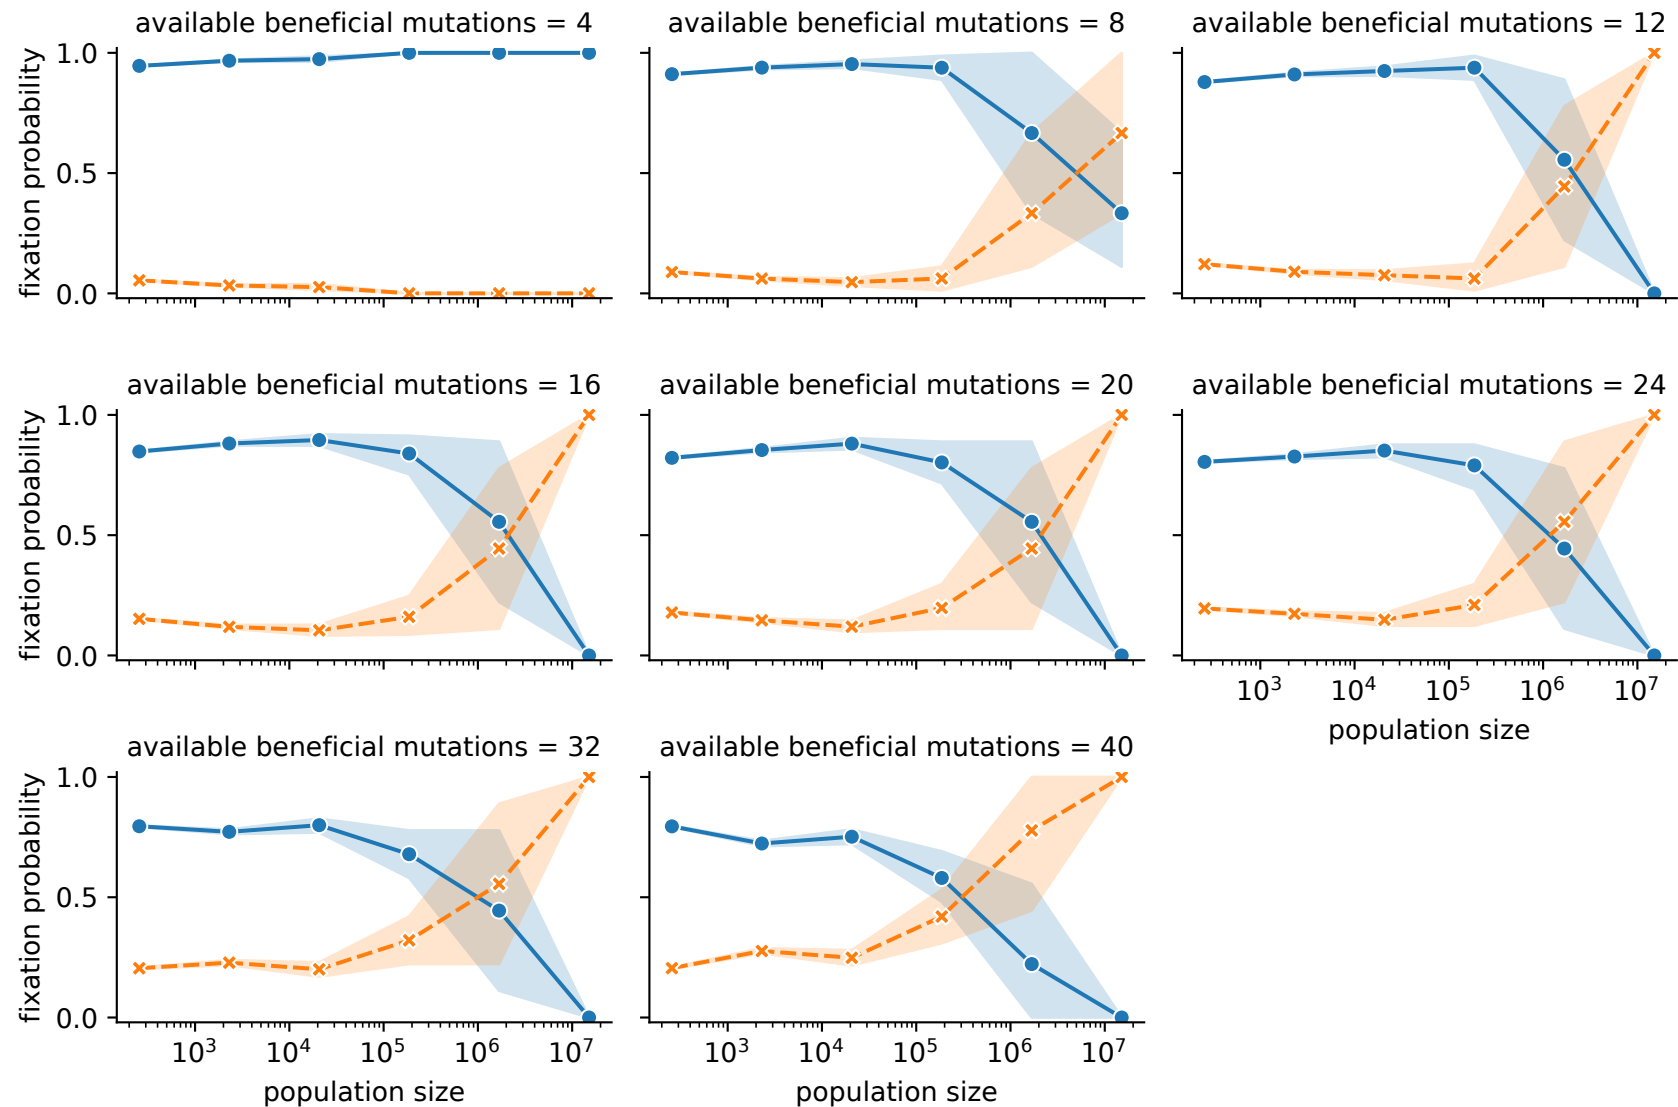 available beneficial mutations = 4
available beneficial mutations = 8
available beneficial mutations = 12
fixation probability
1.0
0.5
0.0
available beneficial mutations = 16
available beneficial mutations = 20
available beneficial mutations = 24
fixation probability
1.0
0.5
0.0
10³ 10⁴ 10⁵ 10⁶ 10⁷
population size
available beneficial mutations = 32
available beneficial mutations = 40
fixation probability
1.0
0.5
0.0
10³ 10⁴ 10⁵ 10⁶ 10⁷
10³ 10⁴ 10⁵ 10⁶ 10⁷
population size
population size